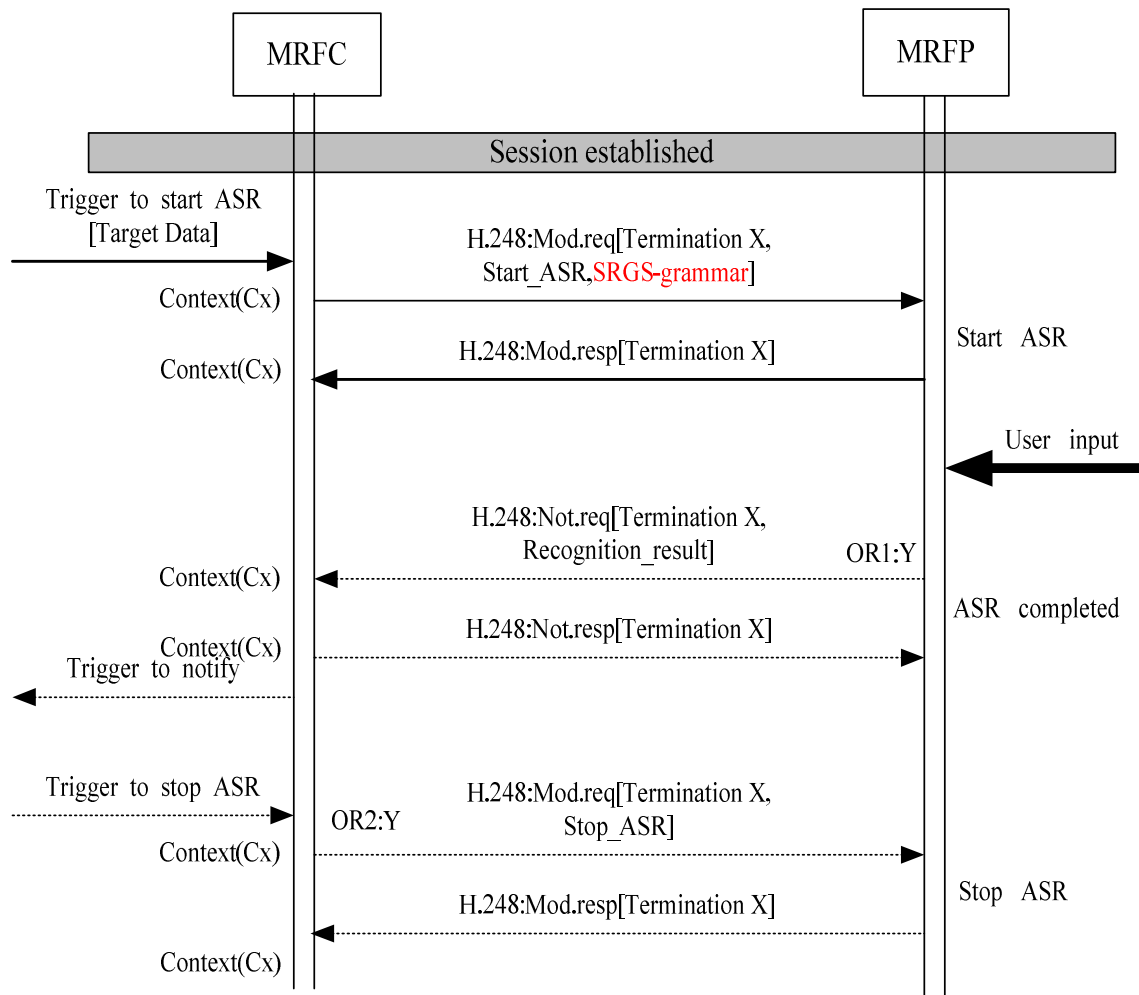 MRFC
MRFP
Session established
Trigger to start ASR
[Target Data]
H.248:Mod.req[Termination X,
Start_ASR,SRGS-grammar]
Context(Cx)
Start ASR
H.248:Mod.resp[Termination X]
Context(Cx)
User input
H.248:Not.req[Termination X,
Recognition_result]
OR1:Y
Context(Cx)
ASR completed
H.248:Not.resp[Termination X]
Context(Cx)
Trigger to notify
Trigger to stop ASR
H.248:Mod.req[Termination X,
Stop_ASR]
OR2:Y
Context(Cx)
Stop ASR
H.248:Mod.resp[Termination X]
Context(Cx)